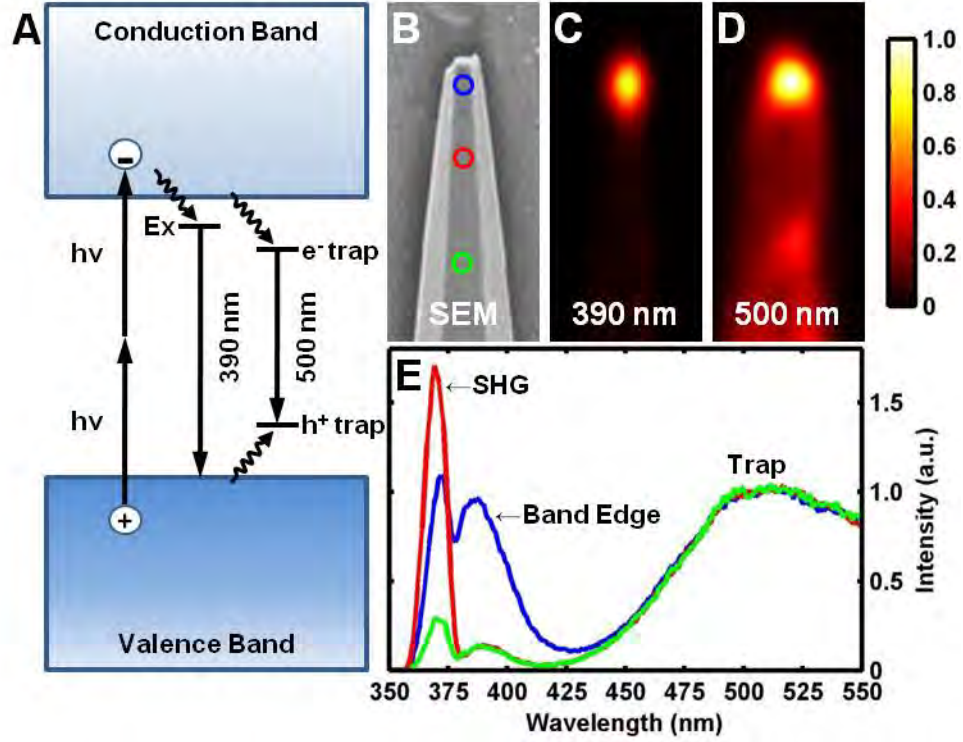 A
Conduction Band
-
hν
Ex
e- trap
390 nm
500 nm
hν
h+ trap
+
Valence Band
B
SEM
C
390 nm
D
500 nm
1.0
0.8
0.6
0.4
0.2
0
E
←SHG
←Band Edge
Trap
1.5
1.0
0.5
0
Intensity (a.u.)
350 375 400 425 450 475 500 525 550
Wavelength (nm)